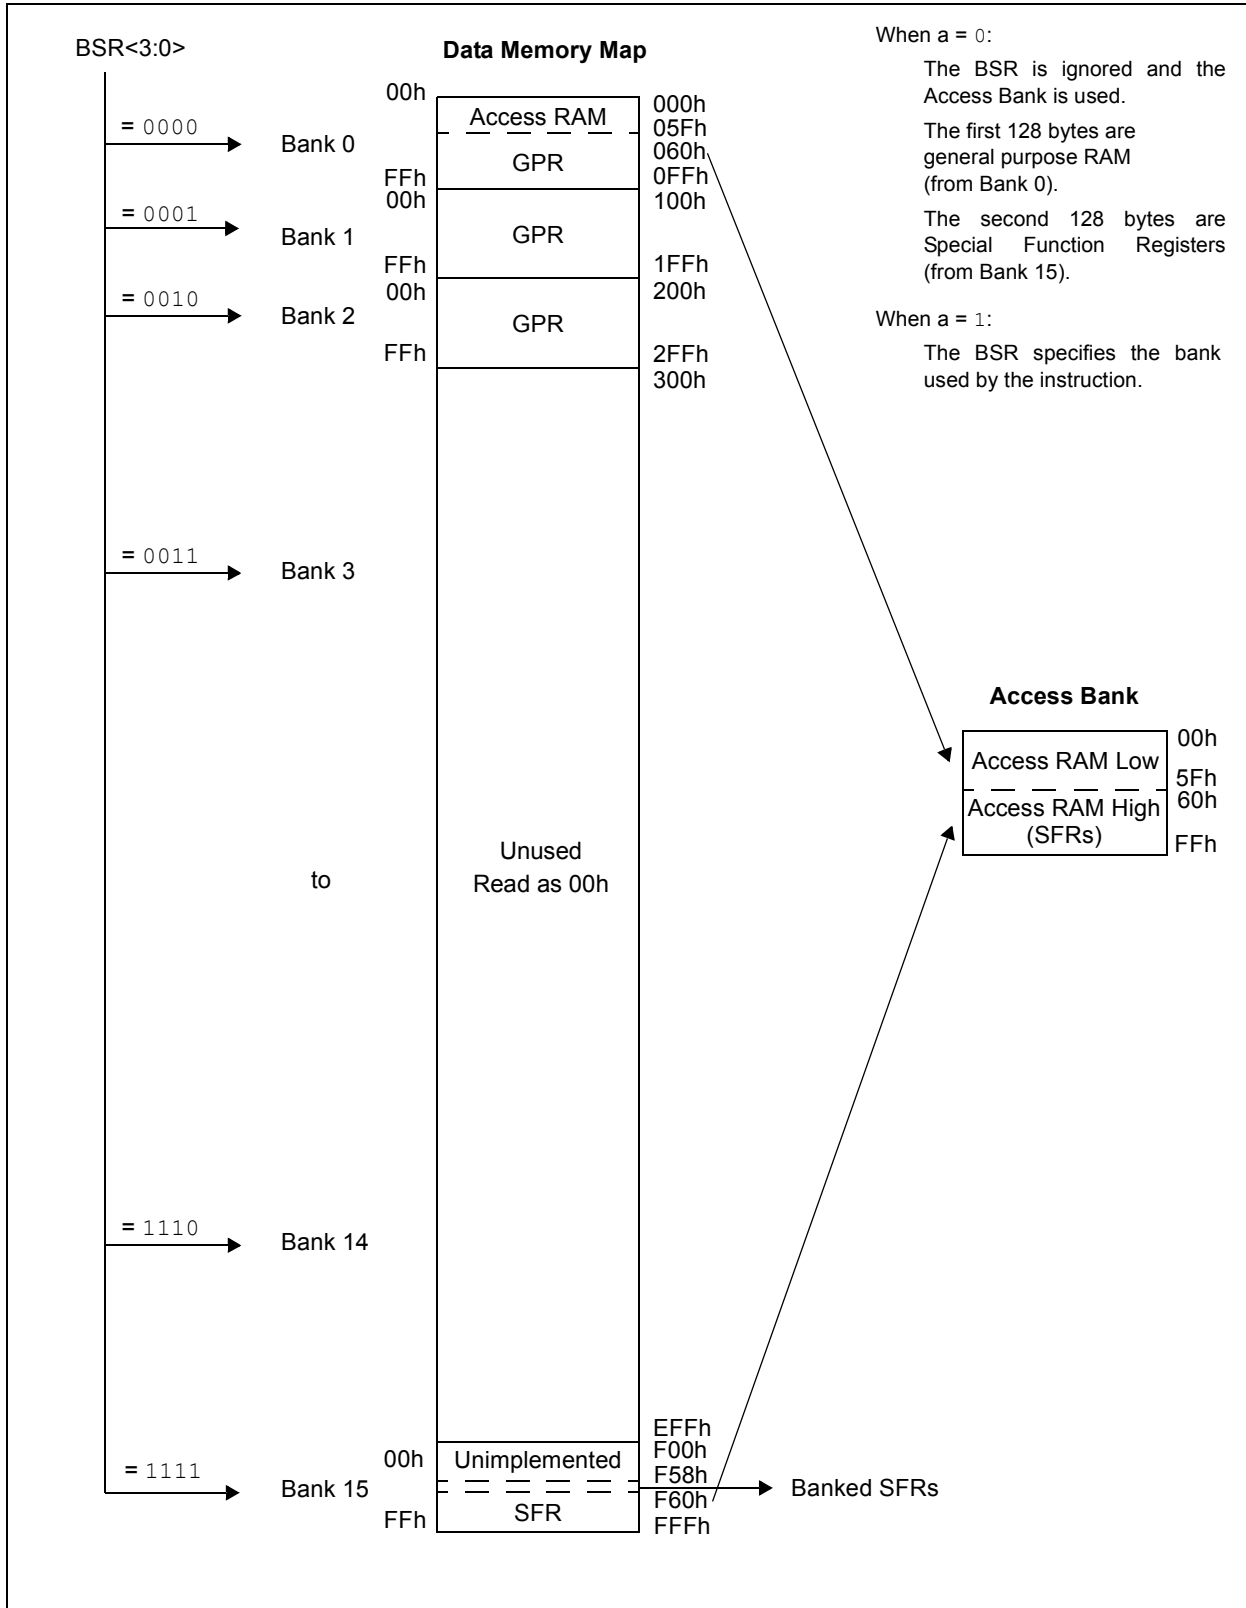 BSR<3:0>
Data Memory Map
When a = 0:
The BSR is ignored and the
Access Bank is used.
The first 128 bytes are
general purpose RAM
(from Bank 0).
The second 128 bytes are
Special Function Registers
(from Bank 15).
When a = 1:
The BSR specifies the bank
used by the instruction.
= 0000
Bank 0
00h
FFh
Access RAM
GPR
000h
05Fh
060h
0FFh
= 0001
Bank 1
00h
FFh
GPR
100h
1FFh
= 0010
Bank 2
00h
FFh
GPR
200h
2FFh
300h
= 0011
Bank 3
to
Unused
Read as 00h
Access Bank
Access RAM Low
Access RAM High
(SFRs)
00h
5Fh
60h
FFh
= 1110
Bank 14
= 1111
Bank 15
00h
FFh
Unimplemented
SFR
EFFh
F00h
F58h
F60h
FFFh
Banked SFRs